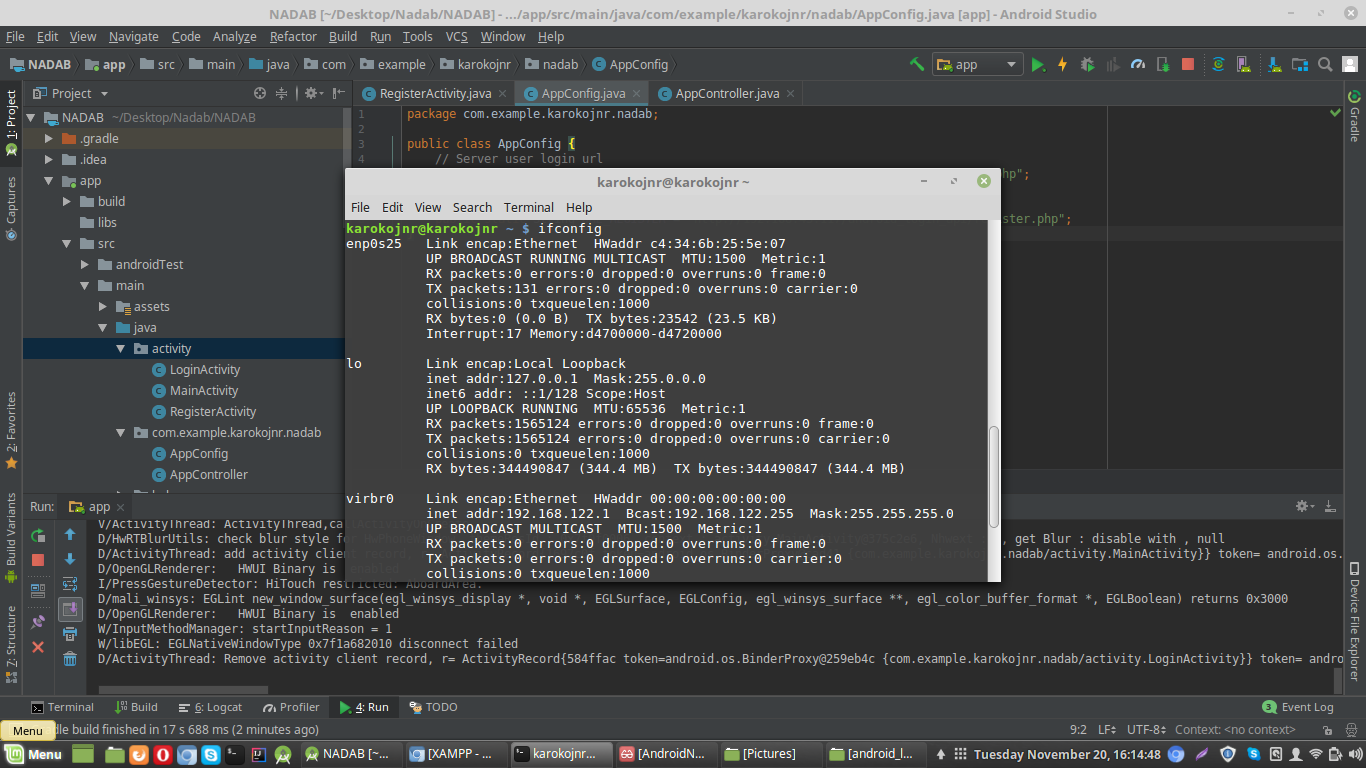 NADAB [~/Desktop/Nadab/NADAB] - .../app/src/main/java/com/example/karokojnr/nadab/AppConfig.java [app] - Android Studio
File Edit View Navigate Code Analyze Refactor Build Run Tools VCS Window Help
NADAB app src main java com example karokojnr nadab AppConfig app
1: Project
Captures
2: Favorites
Build Variants
7: Structure
Project
NADAB ~/Desktop/Nadab/NADAB
.gradle
.idea
app
build
libs
src
androidTest
main
assets
java
activity
LoginActivity
MainActivity
RegisterActivity
com.example.karokojnr.nadab
AppConfig
AppController
RegisterActivity.java AppConfig.java AppController.java
1 package com.example.karokojnr.nadab;
2
3 public class AppConfig {
4 // Server user login url
hp";
ster.php";
Gradle
Device File Explorer
karokojnr@karokojnr ~
File Edit View Search Terminal Help
karokojnr@karokojnr ~ $ ifconfig
enp0s25 Link encap:Ethernet HWaddr c4:34:6b:25:5e:07
UP BROADCAST RUNNING MULTICAST MTU:1500 Metric:1
RX packets:0 errors:0 dropped:0 overruns:0 frame:0
TX packets:131 errors:0 dropped:0 overruns:0 carrier:0
collisions:0 txqueuelen:1000
RX bytes:0 (0.0 B) TX bytes:23542 (23.5 KB)
Interrupt:17 Memory:d4700000-d4720000
lo Link encap:Local Loopback
inet addr:127.0.0.1 Mask:255.0.0.0
inet6 addr: ::1/128 Scope:Host
UP LOOPBACK RUNNING MTU:65536 Metric:1
RX packets:1565124 errors:0 dropped:0 overruns:0 frame:0
TX packets:1565124 errors:0 dropped:0 overruns:0 carrier:0
collisions:0 txqueuelen:1000
RX bytes:344490847 (344.4 MB) TX bytes:344490847 (344.4 MB)
virbr0 Link encap:Ethernet HWaddr 00:00:00:00:00:00
inet addr:192.168.122.1 Bcast:192.168.122.255 Mask:255.255.255.0
UP BROADCAST MULTICAST MTU:1500 Metric:1
RX packets:0 errors:0 dropped:0 overruns:0 frame:0
TX packets:0 errors:0 dropped:0 overruns:0 carrier:0
collisions:0 txqueuelen:1000
Run: app
V/ActivityThread: ActivityThread,
D/HwRTBlurUtils: check blur style for , get Blur : disable with , null
D/ActivityThread: add activity client .nadab/activity.MainActivity}} token= android.os.
D/OpenGLRenderer: HWUI Binary is enabled
I/PressGestureDetector: HiTouch restricted: AboardArea.
D/mali_winsys: EGLint new_window_surface(egl_winsys_display *, void *, EGLSurface, EGLConfig, egl_winsys_surface **, egl_color_buffer_format *, EGLBoolean) returns 0x3000
D/OpenGLRenderer: HWUI Binary is enabled
W/InputMethodManager: startInputReason = 1
W/libEGL: EGLNativeWindowType 0x7f1a682010 disconnect failed
D/ActivityThread: Remove activity client record, r= ActivityRecord{584ffac token=android.os.BinderProxy@259eb4c {com.example.karokojnr.nadab/activity.LoginActivity}} token= andro
Terminal Build 6: Logcat Profiler 4: Run TODO 3 Event Log
Menu
dle build finished in 17 s 688 ms (2 minutes ago) 9:2 LF UTF-8 Context: <no context>
Menu NADAB [~... [XAMPP - ... karokojnr... [AndroidN... [Pictures] [android_l... Tuesday November 20, 16:14:48